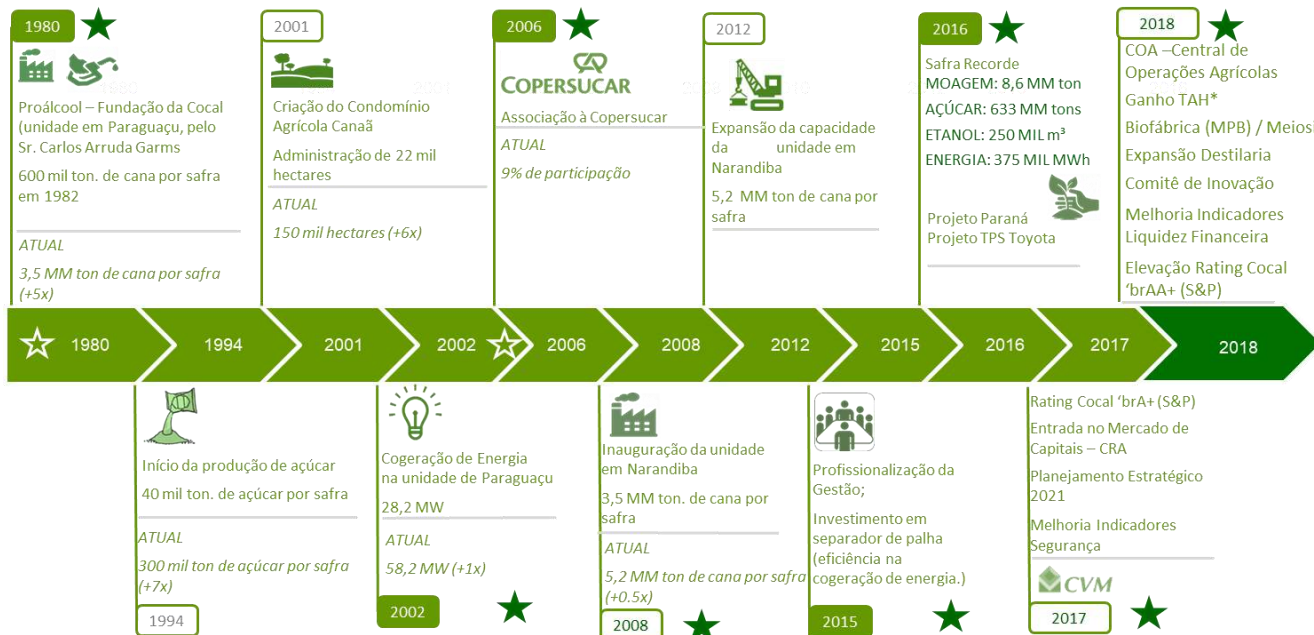 1980
Proálcool – Fundação da Cocal
(unidade em Paraguaçu, pelo
Sr. Carlos Arruda Garms
600 mil ton. de cana por safra
em 1982
ATUAL
3,5 MM ton de cana por safra
(+5x)
2001
Criação do Condomínio
Agrícola Canaã
Administração de 22 mil
hectares
ATUAL
150 mil hectares (+6x)
2006
COPERSUCAR
Associação à Copersucar
ATUAL
9% de participação
2012
Expansão da capacidade
da unidade em
Narandiba
5,2 MM ton de cana por
safra
2016
Safra Recorde
MOAGEM: 8,6 MM ton
AÇÚCAR: 633 MM tons
ETANOL: 250 MIL m³
ENERGIA: 375 MIL MWh
Projeto Paraná
Projeto TPS Toyota
2018
COA –Central de
Operações Agrícolas
Ganho TAH*
Biofábrica (MPB) / Meiosi
Expansão Destilaria
Comitê de Inovação
Melhoria Indicadores
Liquidez Financeira
Elevação Rating Cocal
‘brAA+ (S&P)
1980 1994 2001 2002 2006 2008 2012 2015 2016 2017 2018
Início da produção de açúcar
40 mil ton. de açúcar por safra
ATUAL
300 mil ton de açúcar por safra
(+7x)
1994
Cogeração de Energia
na unidade de Paraguaçu
28,2 MW
ATUAL
58,2 MW (+1x)
2002
Inauguração da unidade
em Narandiba
3,5 MM ton. de cana por
safra
ATUAL
5,2 MM ton de cana por safra
(+0.5x)
2008
Profissionalização da
Gestão;
Investimento em
separador de palha
(eficiência na
cogeração de energia.)
2015
Rating Cocal ‘brA+ (S&P)
Entrada no Mercado de
Capitais – CRA
Planejamento Estratégico
2021
Melhoria Indicadores
Segurança
CVM
2017